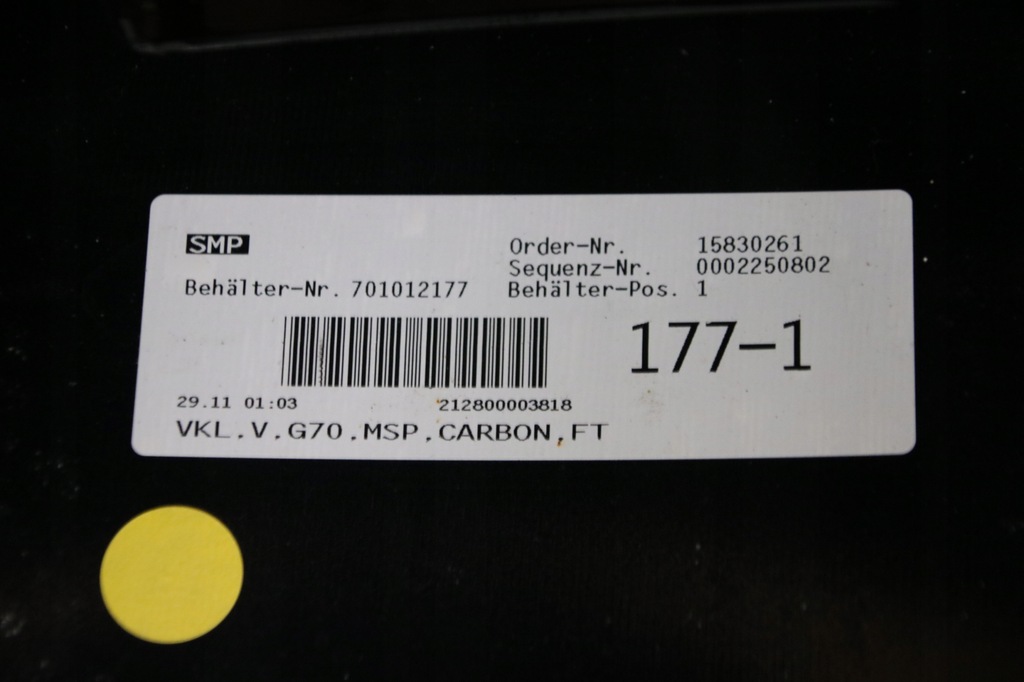 SMP
Order-Nr. 15830261
Sequenz-Nr. 0002250802
Behälter-Nr. 701012177 Behälter-Pos. 1
177-1
29.11 01:03 212800003818
VKL.V.G70.MSP.CARBON,FT